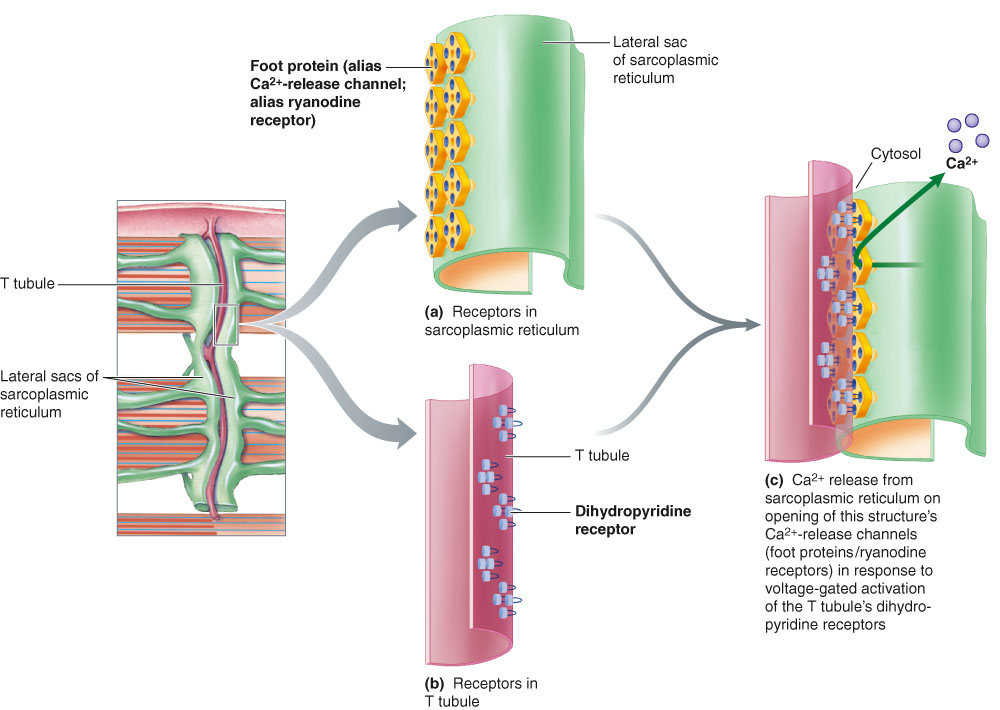 Foot protein (alias
Ca2+-release channel;
alias ryanodine
receptor)
Lateral sac
of sarcoplasmic
reticulum
T tubule
Lateral sacs of
sarcoplasmic
reticulum
(a) Receptors in
sarcoplasmic reticulum
T tubule
Dihydropyridine
receptor
(b) Receptors in
T tubule
Cytosol
Ca2+
(c) Ca2+ release from
sarcoplasmic reticulum on
opening of this structure's
Ca2+-release channels
(foot proteins/ryanodine
receptors) in response to
voltage-gated activation
of the T tubule's dihydro-
pyridine receptors